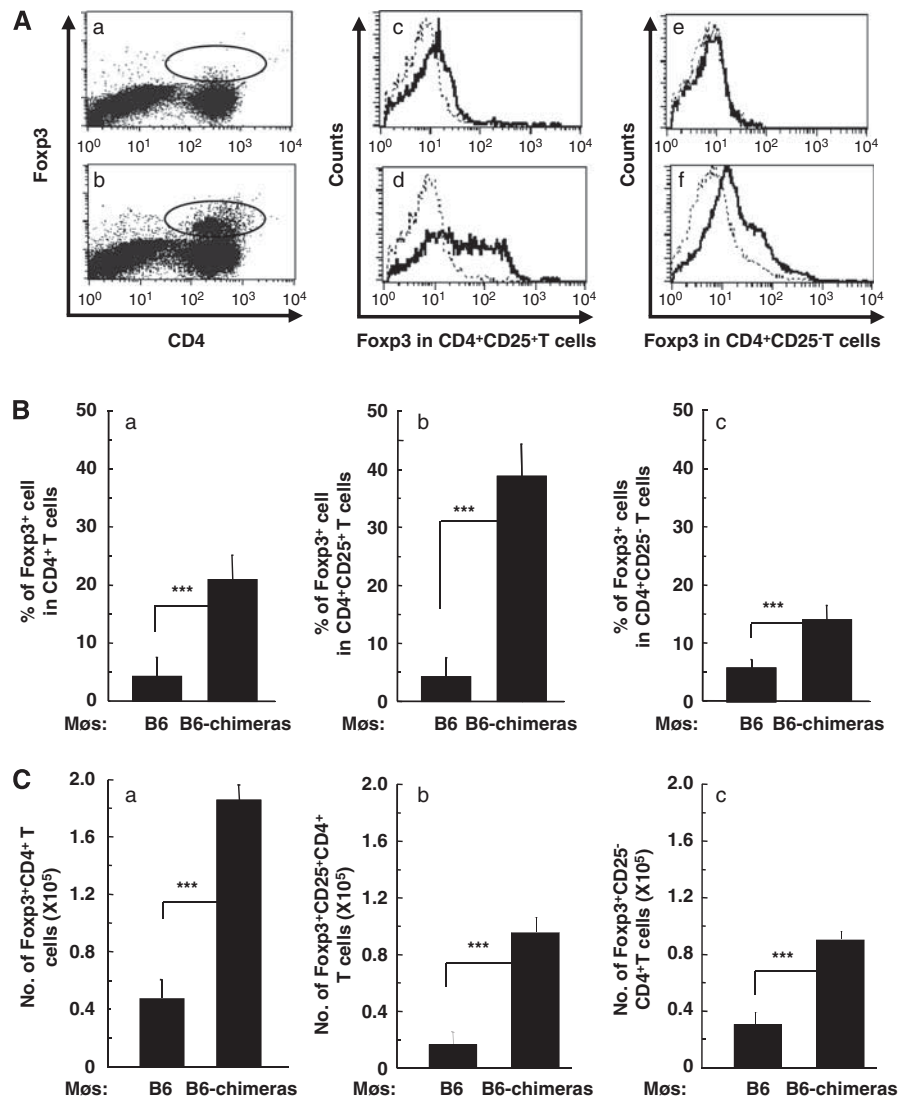 A
a
c
e
Foxp3
Counts
Counts
10⁰ 10¹ 10² 10³ 10⁴
10⁰ 10¹ 10² 10³ 10⁴
10⁰ 10¹ 10² 10³ 10⁴
b
d
f
10⁰ 10¹ 10² 10³ 10⁴
10⁰ 10¹ 10² 10³ 10⁴
10⁰ 10¹ 10² 10³ 10⁴
CD4
Foxp3 in CD4⁺CD25⁺T cells
Foxp3 in CD4⁺CD25⁻T cells
B
a
% of Foxp3⁺ cell
in CD4⁺ T cells
50
40
30
20
10
0
***
Møs: B6 B6-chimeras
b
% of Foxp3⁺ cells
in CD4⁺CD25⁺ T cells
50
40
30
20
10
0
***
Møs: B6 B6-chimeras
c
% of Foxp3⁺ cells
in CD4⁺CD25⁻ T cells
50
40
30
20
10
0
***
Møs: B6 B6-chimeras
C
a
No. of Foxp3⁺CD4⁺ T
cells (X10⁵)
2.0
1.6
1.2
0.8
0.4
0
***
Møs: B6 B6-chimeras
b
No. of Foxp3⁺CD25⁺CD4⁺
T cells (X10⁵)
2.0
1.6
1.2
0.8
0.4
0
***
Møs: B6 B6-chimeras
c
No. of Foxp3⁺CD25⁻
CD4⁺T cells (X10⁵)
2.0
1.6
1.2
0.8
0.4
0
***
Møs: B6 B6-chimeras